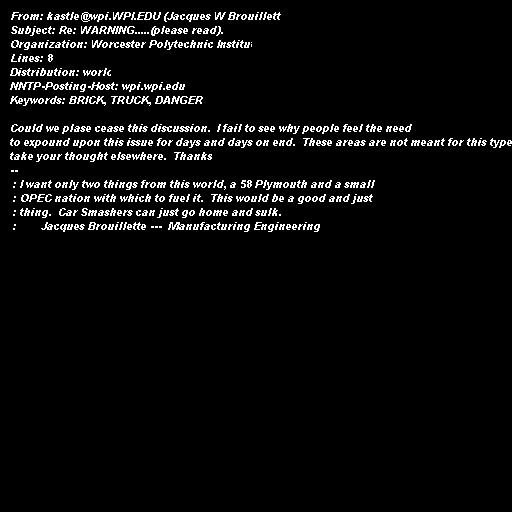 From: kastle@wpi.WPI.EDU (Jacques W Brouillett
Subject: Re: WARNING.....(please read).
Organization: Worcester Polytechnic Institu
Lines: 8
Distribution: world
NNTP-Posting-Host: wpi.wpi.edu
Keywords: BRICK, TRUCK, DANGER

Could we plase cease this discussion.  I fail to see why people feel the need
to expound upon this issue for days and days on end.  These areas are not meant for this type
take your thought elsewhere.  Thanks
--
: I want only two things from this world, a 58 Plymouth and a small
: OPEC nation with which to fuel it.  This would be a good and just
: thing.  Car Smashers can just go home and sulk.
:       Jacques Brouillette ---  Manufacturing Engineering